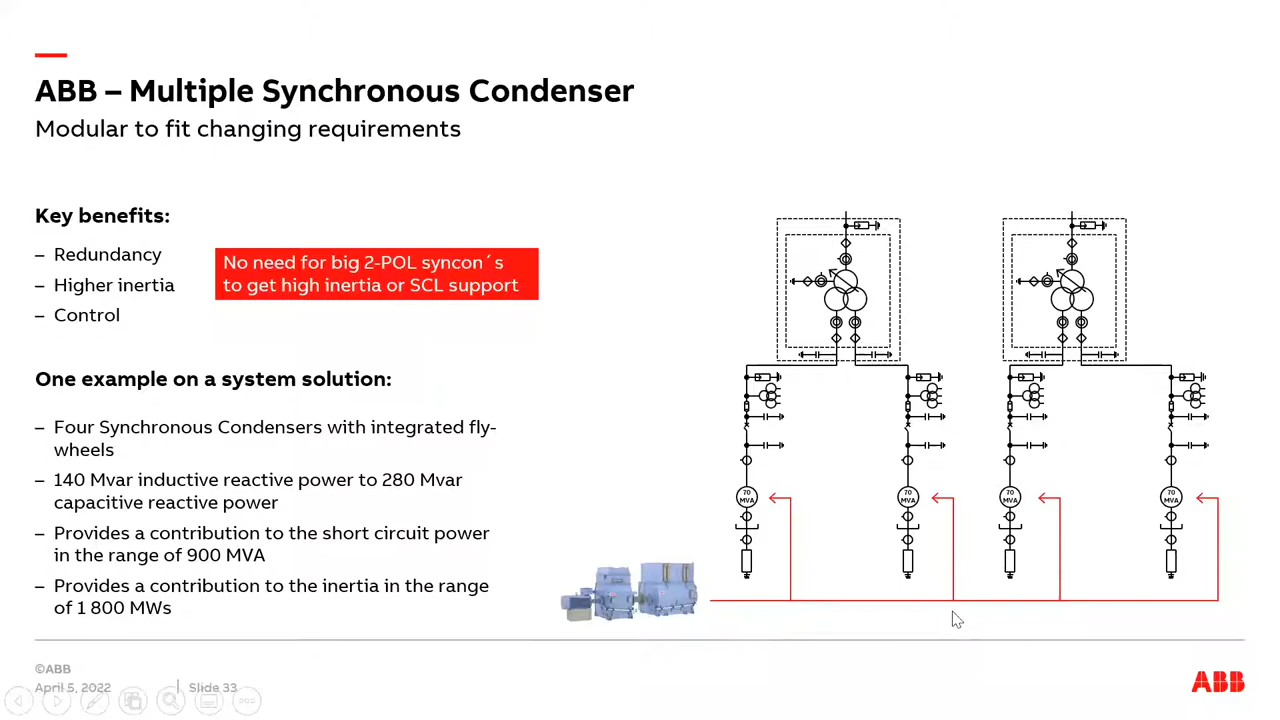 ABB – Multiple Synchronous Condenser
Modular to fit changing requirements
Key benefits:
– Redundancy
– Higher inertia
– Control
No need for big 2-POL syncon´s
to get high inertia or SCL support
One example on a system solution:
– Four Synchronous Condensers with integrated fly-
wheels
– 140 Mvar inductive reactive power to 280 Mvar
capacitive reactive power
– Provides a contribution to the short circuit power
in the range of 900 MVA
– Provides a contribution to the inertia in the range
of 1 800 MWs
70
MVA
70
MVA
70
MVA
70
MVA
©ABB
April 5, 2022
Slide 33
ABB